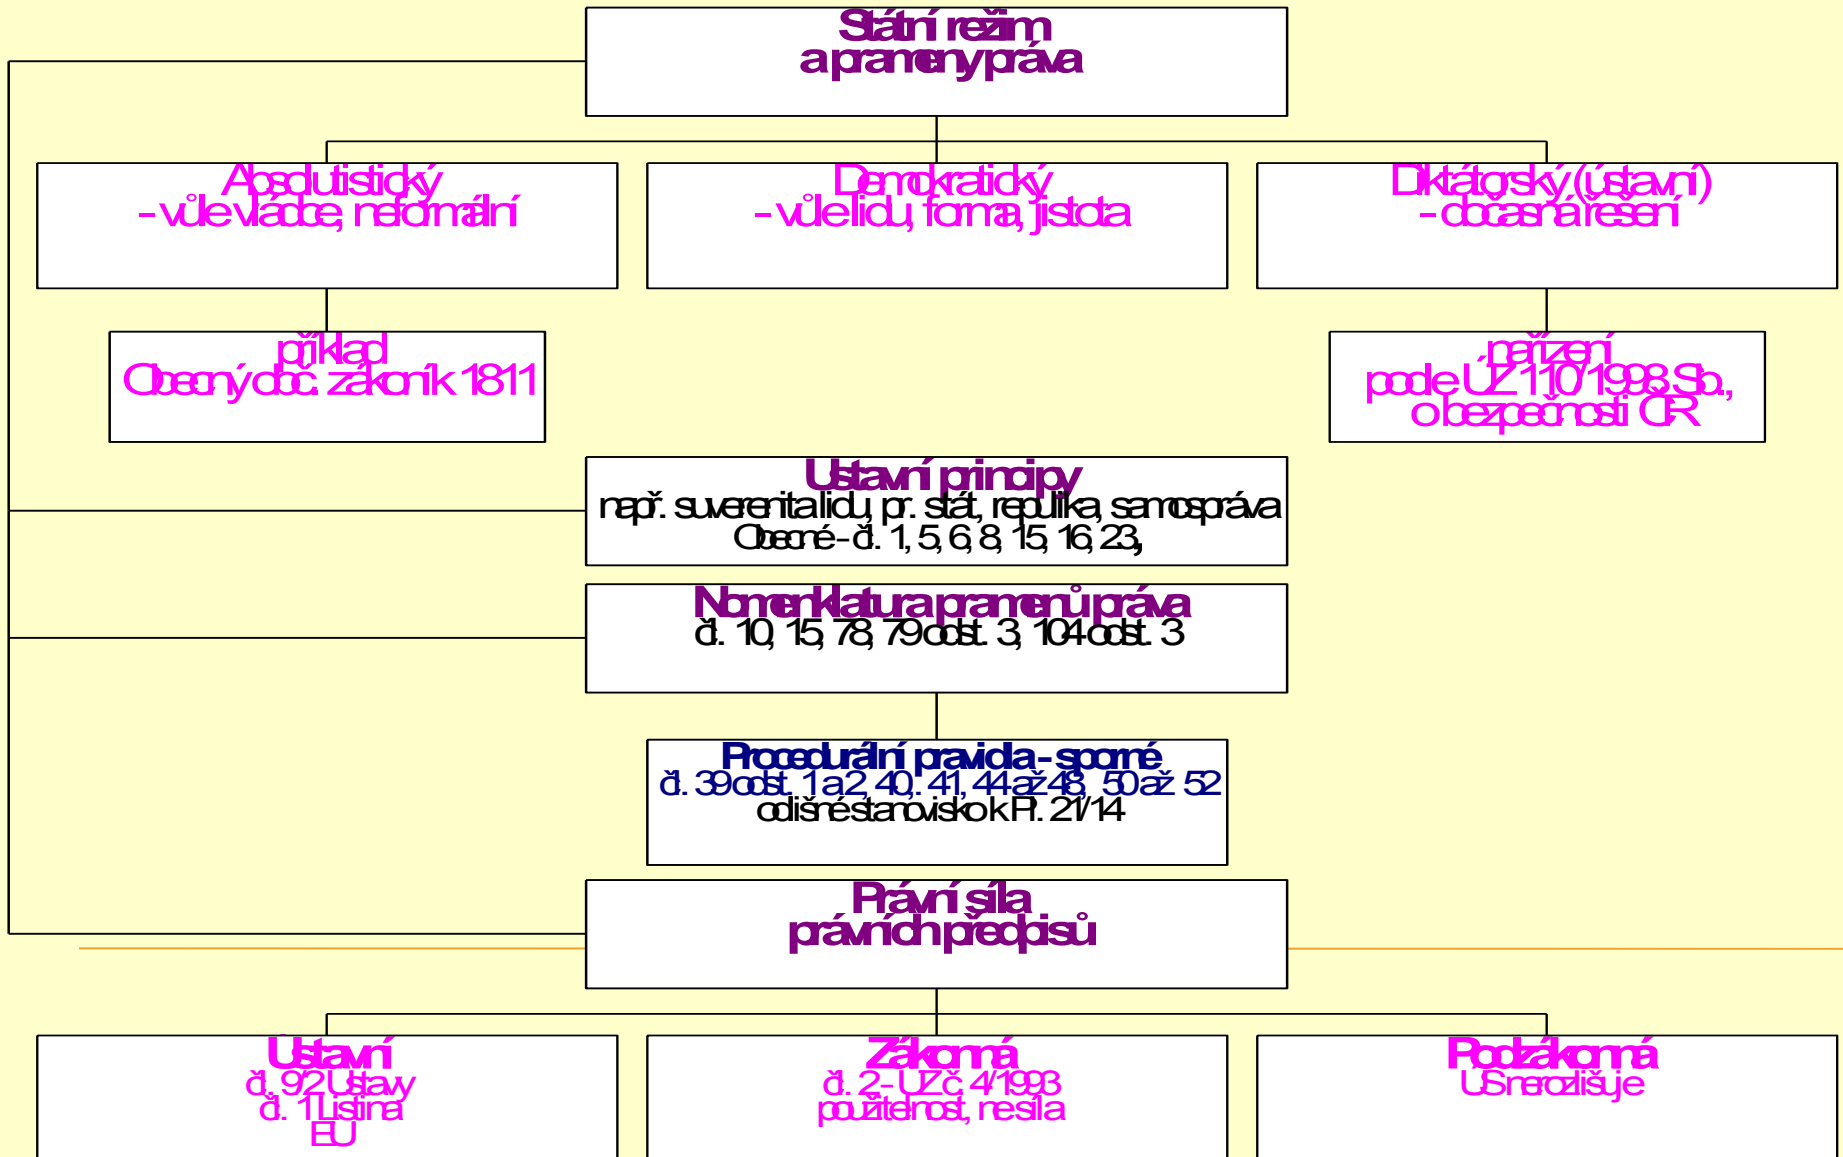 Státní režim
a prameny práva
Absolutistický
- vůle vládce, neformální
Demokratický
- vůle lidu, forma, jistota
Diktátorský (ústavní)
- občasná řešení
příklad
Obecný obč. zákoník 1811
nařízení
podle ÚZ 110/1998 Sb.,
o bezpečnosti ČR
Ústavní principy
např. suverenita lidu, pr. stát, republika, samospráva
Obecné - čl. 1, 5, 6, 8, 15, 16, 23,
Nomenklatura pramenů práva
čl. 10, 15, 78, 79 odst. 3, 104 odst. 3
Procedurální pravidla - sporné
čl. 39 odst. 1 a 2, 40,. 41, 44 až 48, 50 až 52
odlišné stanovisko k Pl. 21/14
Právní síla
právních předpisů
Ústavní
čl. 9/2 Ústavy
čl. 1 Listina
EU
Zákonná
čl. 2 - ÚZ č. 4/1993
použitelnost, ne síla
Podzákonná
ÚS nerozlišuje